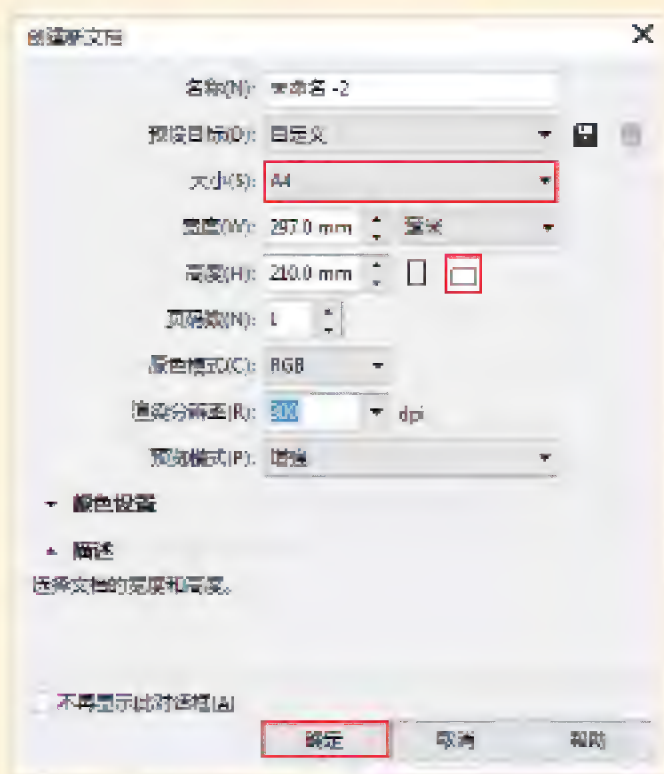 创建新文档
名称(N): 未命名 -2
预设目标(D): 自定义
大小(S): A4
宽度(W): 297.0 mm 毫米
高度(H): 210.0 mm
页码数(N): 1
原色模式(C): RGB
渲染分辨率(R): 300 dpi
预览模式(P): 增强
颜色设置
描述
选择文档的宽度和高度。
不再显示此对话框(A)
确定 取消 帮助